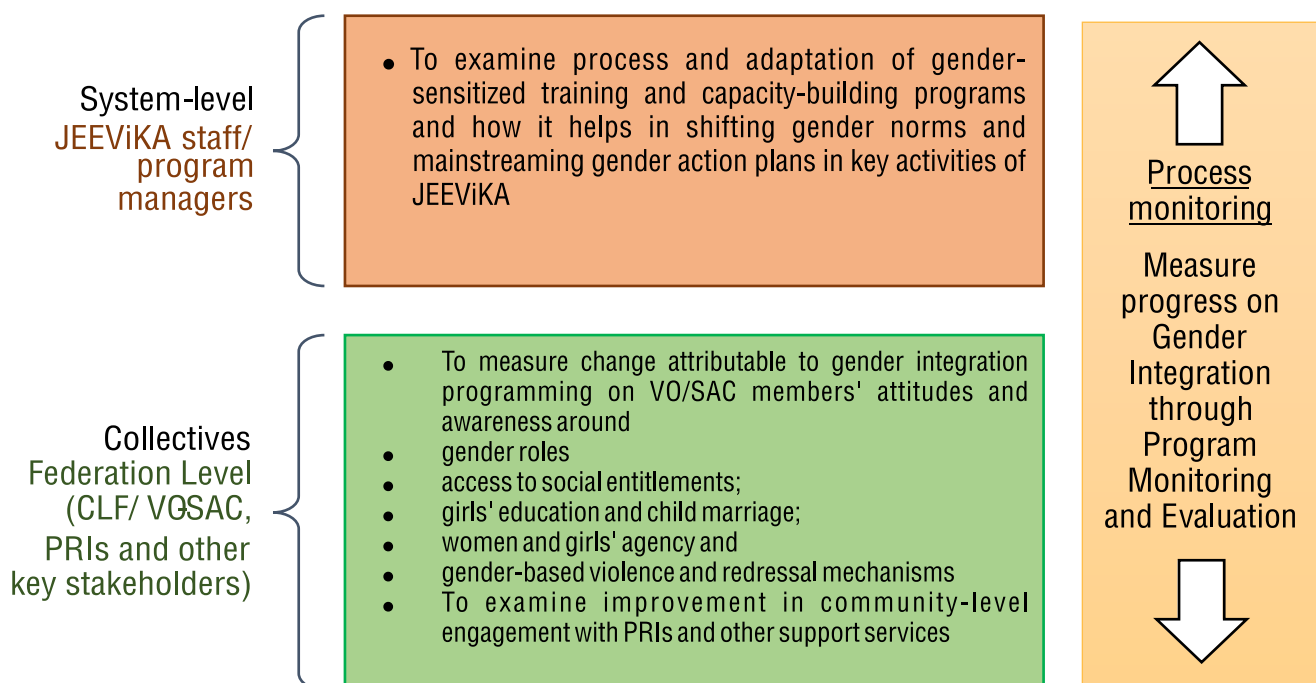 System-level
JEEViKA staff/
program
managers
• To examine process and adaptation of gender-
sensitized training and capacity-building programs
and how it helps in shifting gender norms and
mainstreaming gender action plans in key activities of
JEEViKA
Collectives
Federation Level
(CLF/ VO-SAC,
PRIs and other
key stakeholders)
• To measure change attributable to gender integration
programming on VO/SAC members' attitudes and
awareness around
• gender roles
• access to social entitlements;
• girls' education and child marriage;
• women and girls' agency and
• gender-based violence and redressal mechanisms
• To examine improvement in community-level
engagement with PRIs and other support services
Process
monitoring
Measure
progress on
Gender
Integration
through
Program
Monitoring
and Evaluation